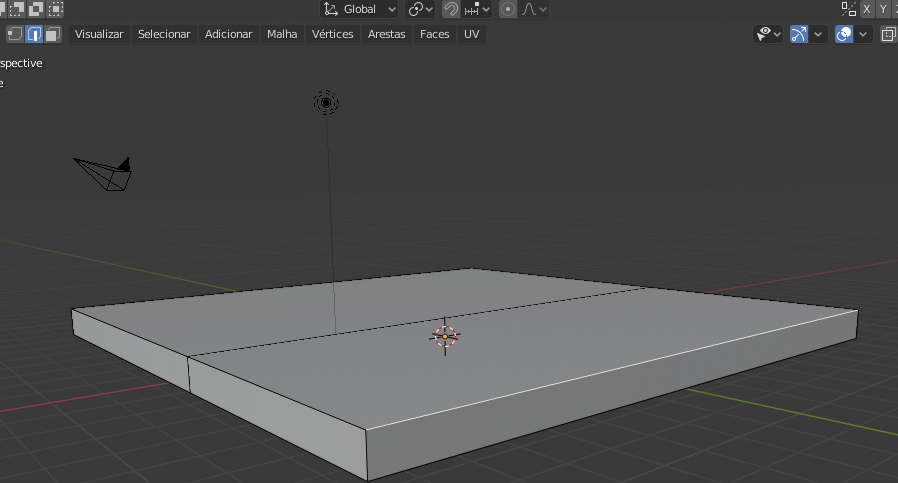 Global X Y
Visualizar Selecionar Adicionar Malha Vértices Arestas Faces UV
spective
e